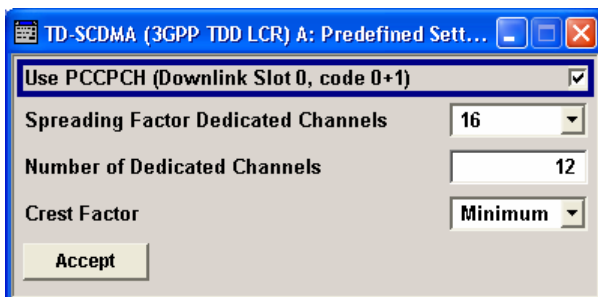 TD-SCDMA (3GPP TDD LCR) A: Predefined Sett...
Use PCCPCH (Downlink Slot 0, code 0+1)
Spreading Factor Dedicated Channels 16
Number of Dedicated Channels 12
Crest Factor Minimum
Accept